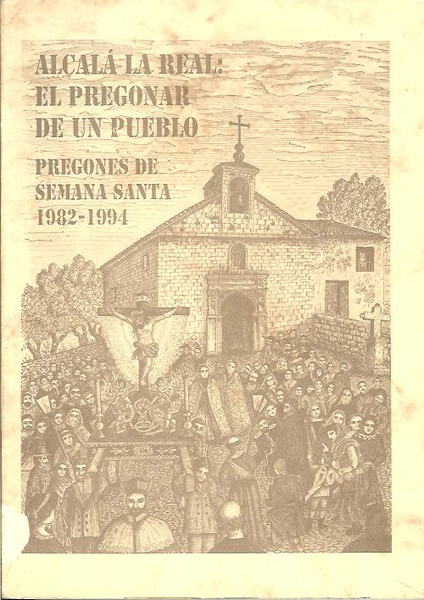 ALCALÁ LA REAL:
EL PREGONAR
DE UN PUEBLO
PREGONES DE
SEMANA SANTA
1982-1994